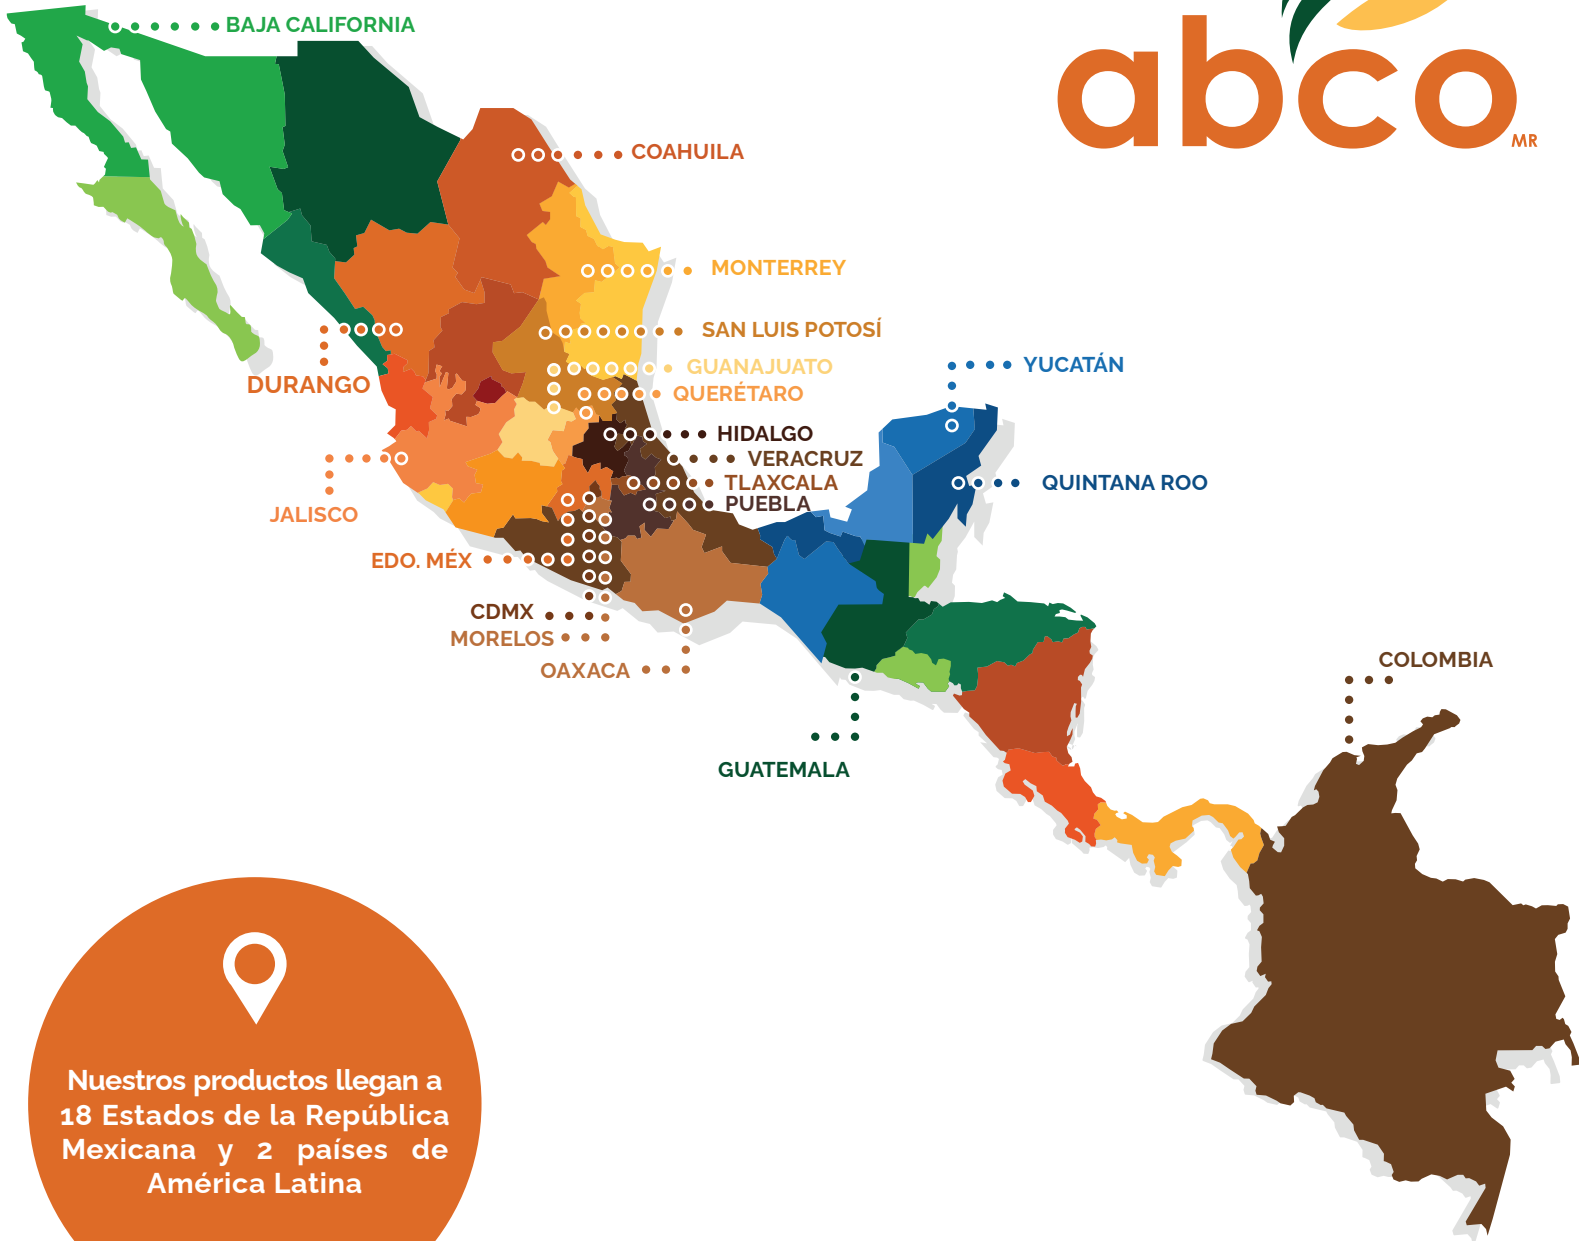 BAJA CALIFORNIA
abco
MR
COAHUILA
MONTERREY
SAN LUIS POTOSÍ
GUANAJUATO
YUCATÁN
DURANGO
QUERÉTARO
HIDALGO
VERACRUZ
TLAXCALA
QUINTANA ROO
PUEBLA
JALISCO
EDO. MÉX
CDMX
MORELOS
OAXACA
COLOMBIA
GUATEMALA
Nuestros productos llegan a
18 Estados de la República
Mexicana y 2 países de
América Latina